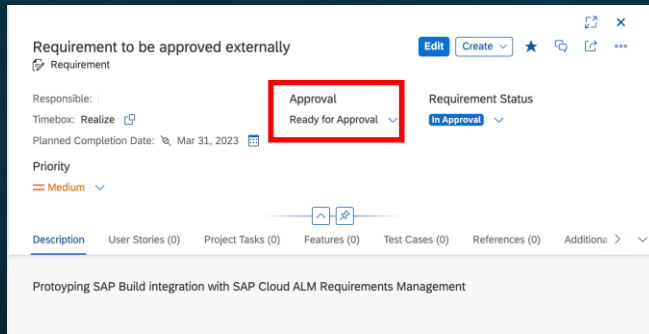 Requirement to be approved externally
Edit
Create
Requirement
Responsible:
Approval
Requirement Status
Timebox: Realize
Ready for Approval
In Approval
Planned Completion Date: Mar 31, 2023
Priority
Medium
Description User Stories (0) Project Tasks (0) Features (0) Test Cases (0) References (0) Additiona
Protoyping SAP Build integration with SAP Cloud ALM Requirements Management